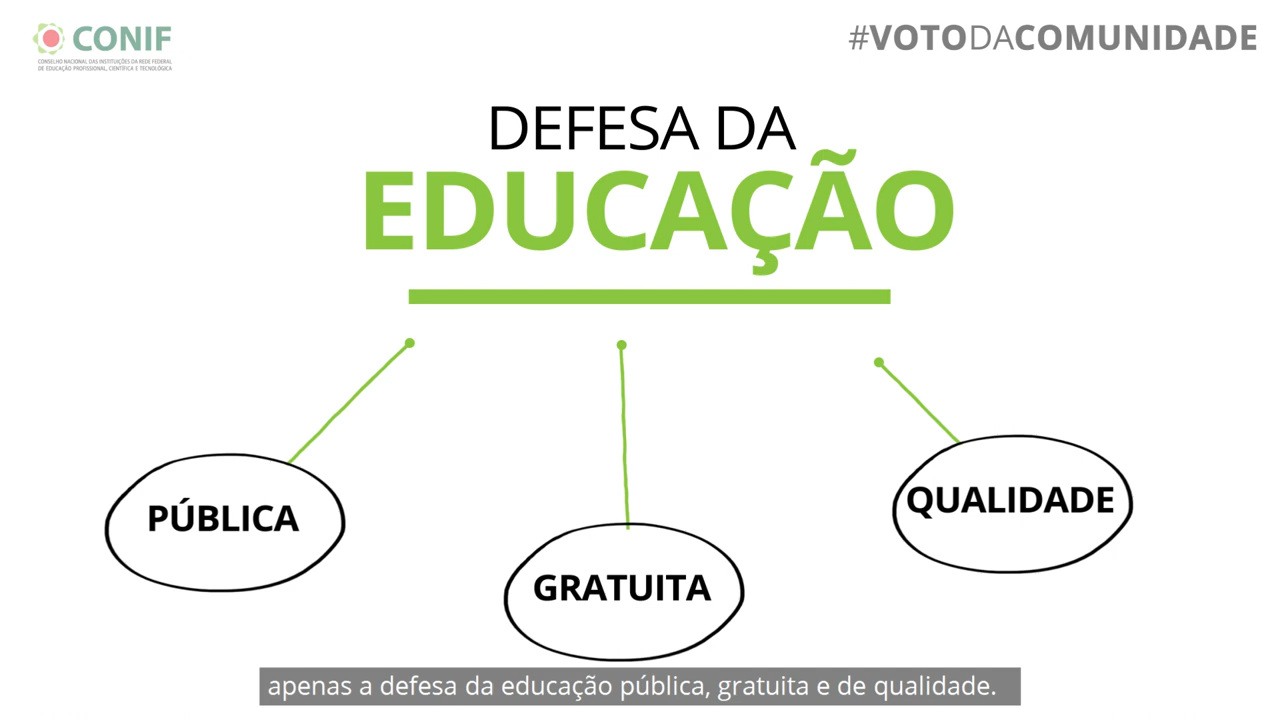 CONIF
CONSELHO NACIONAL DAS INSTITUIÇÕES DA REDE FEDERAL
DE EDUCAÇÃO PROFISSIONAL, CIENTÍFICA E TECNOLÓGICA
#VOTODACOMUNIDADE
DEFESA DA
EDUCAÇÃO
PÚBLICA
GRATUITA
QUALIDADE
apenas a defesa da educação pública, gratuita e de qualidade.